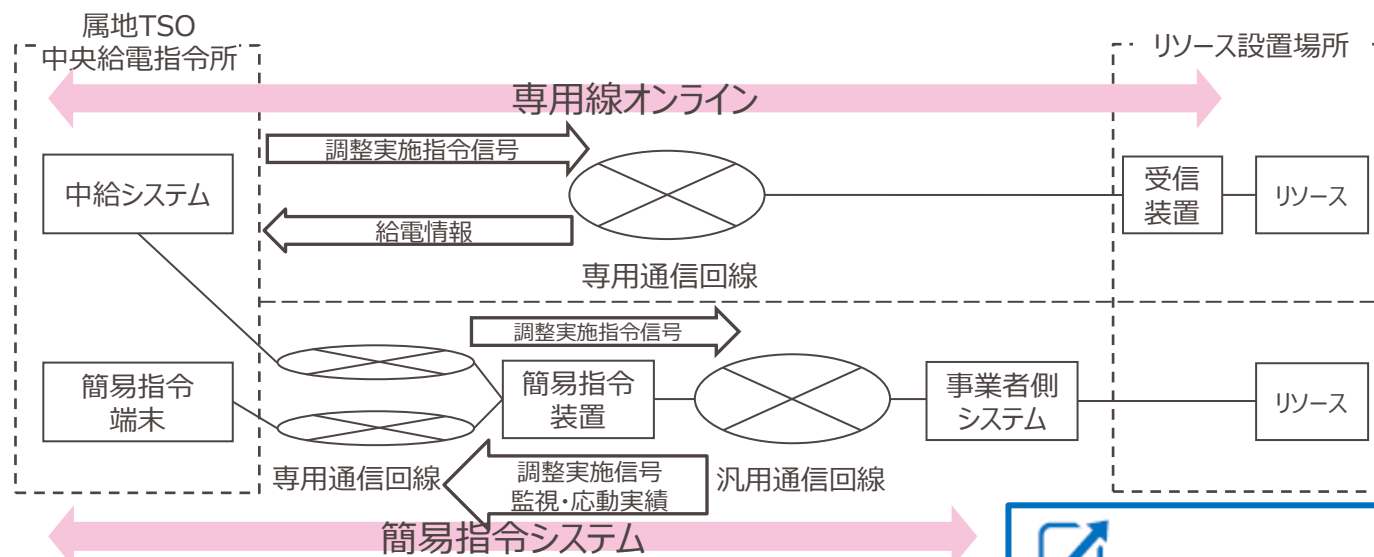 属地TSO
中央給電指令所
リソース設置場所
専用線オンライン
調整実施指令信号
中給システム
受信
装置
リソース
給電情報
専用通信回線
調整実施指令信号
簡易指令
端末
簡易指令
装置
事業者側
システム
リソース
専用通信回線
調整実施信号
監視・応動実績
汎用通信回線
簡易指令システム